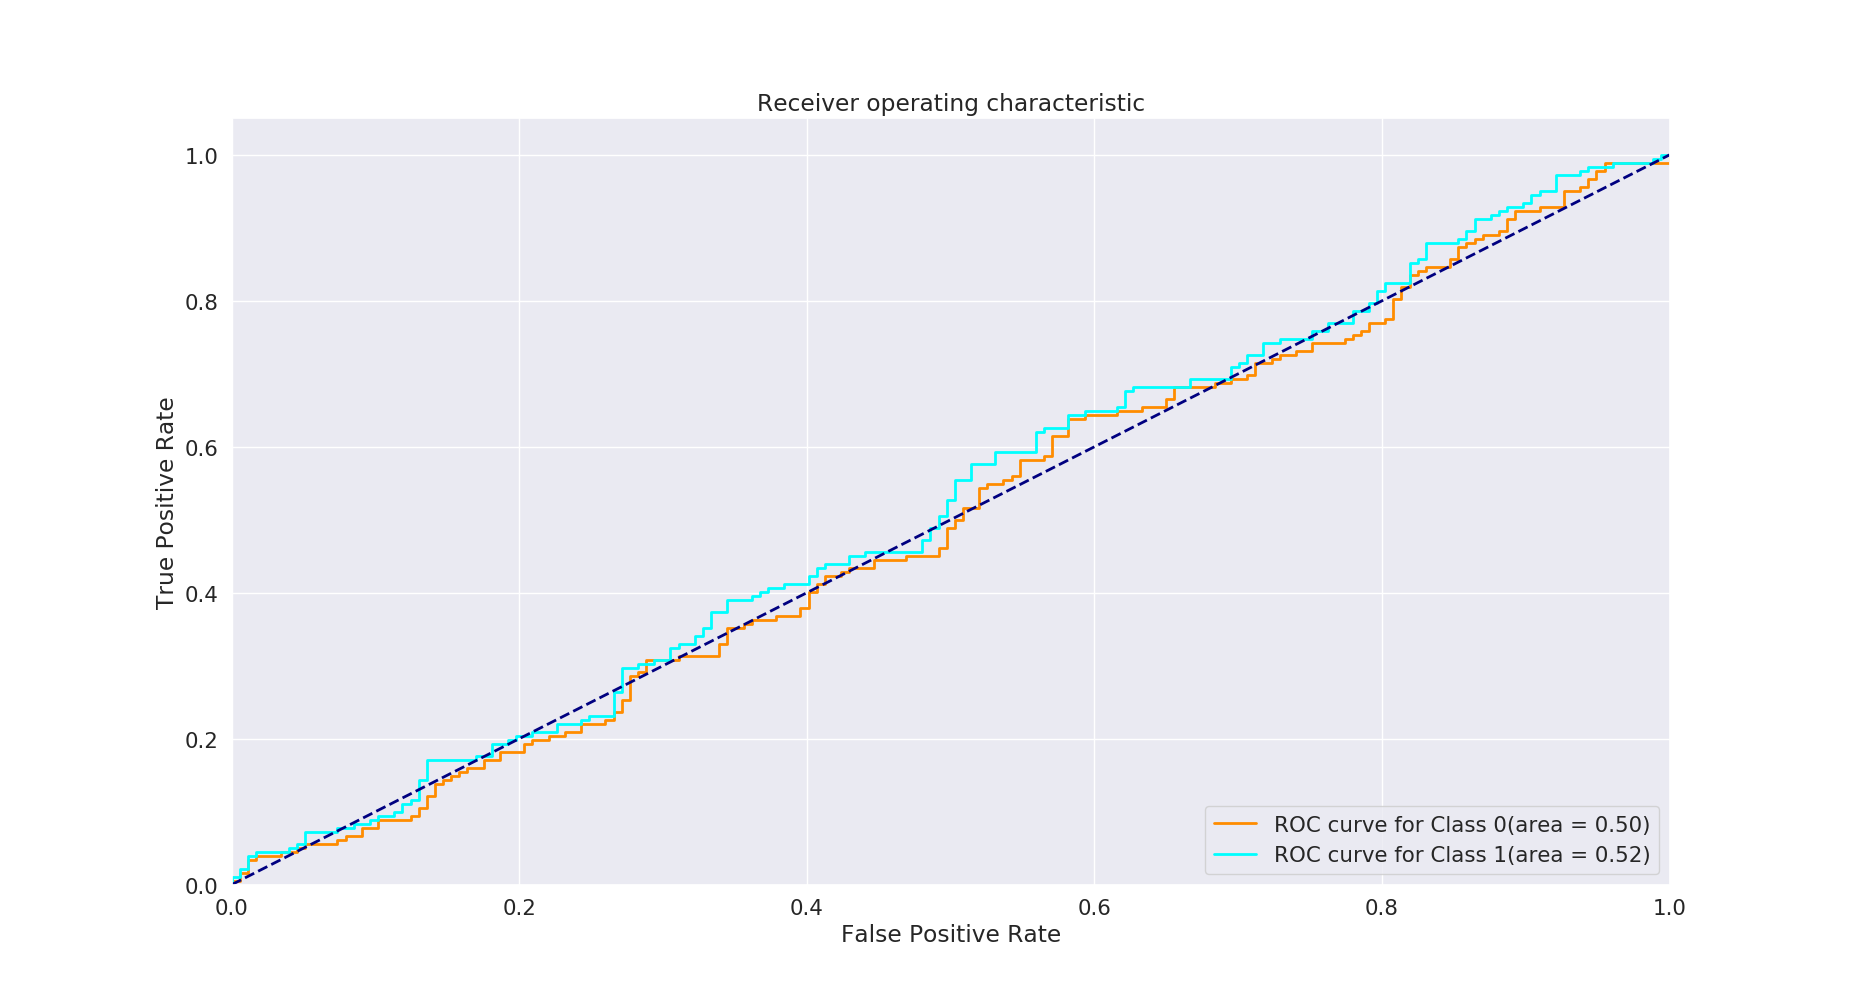 Receiver operating characteristic
1.0
0.8
0.6
0.4
0.2
0.0
True Positive Rate
0.0 0.2 0.4 0.6 0.8 1.0
False Positive Rate
ROC curve for Class 0(area = 0.50)
ROC curve for Class 1(area = 0.52)